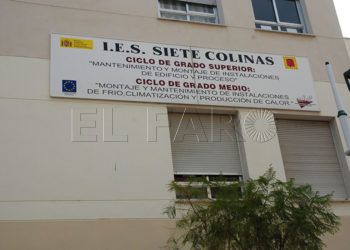 I.E.S. SIETE COLINAS
CICLO DE GRADO SUPERIOR:
"MANTENIMIENTO Y MONTAJE DE INSTALACIONES
DE EDIFICIO Y PROCESO"
CICLO DE GRADO MEDIO:
"MONTAJE Y MANTENIMIENTO DE INSTALACIONES
DE FRIO, CLIMATIZACIÓN Y PRODUCCIÓN DE CALOR."
EL FARO